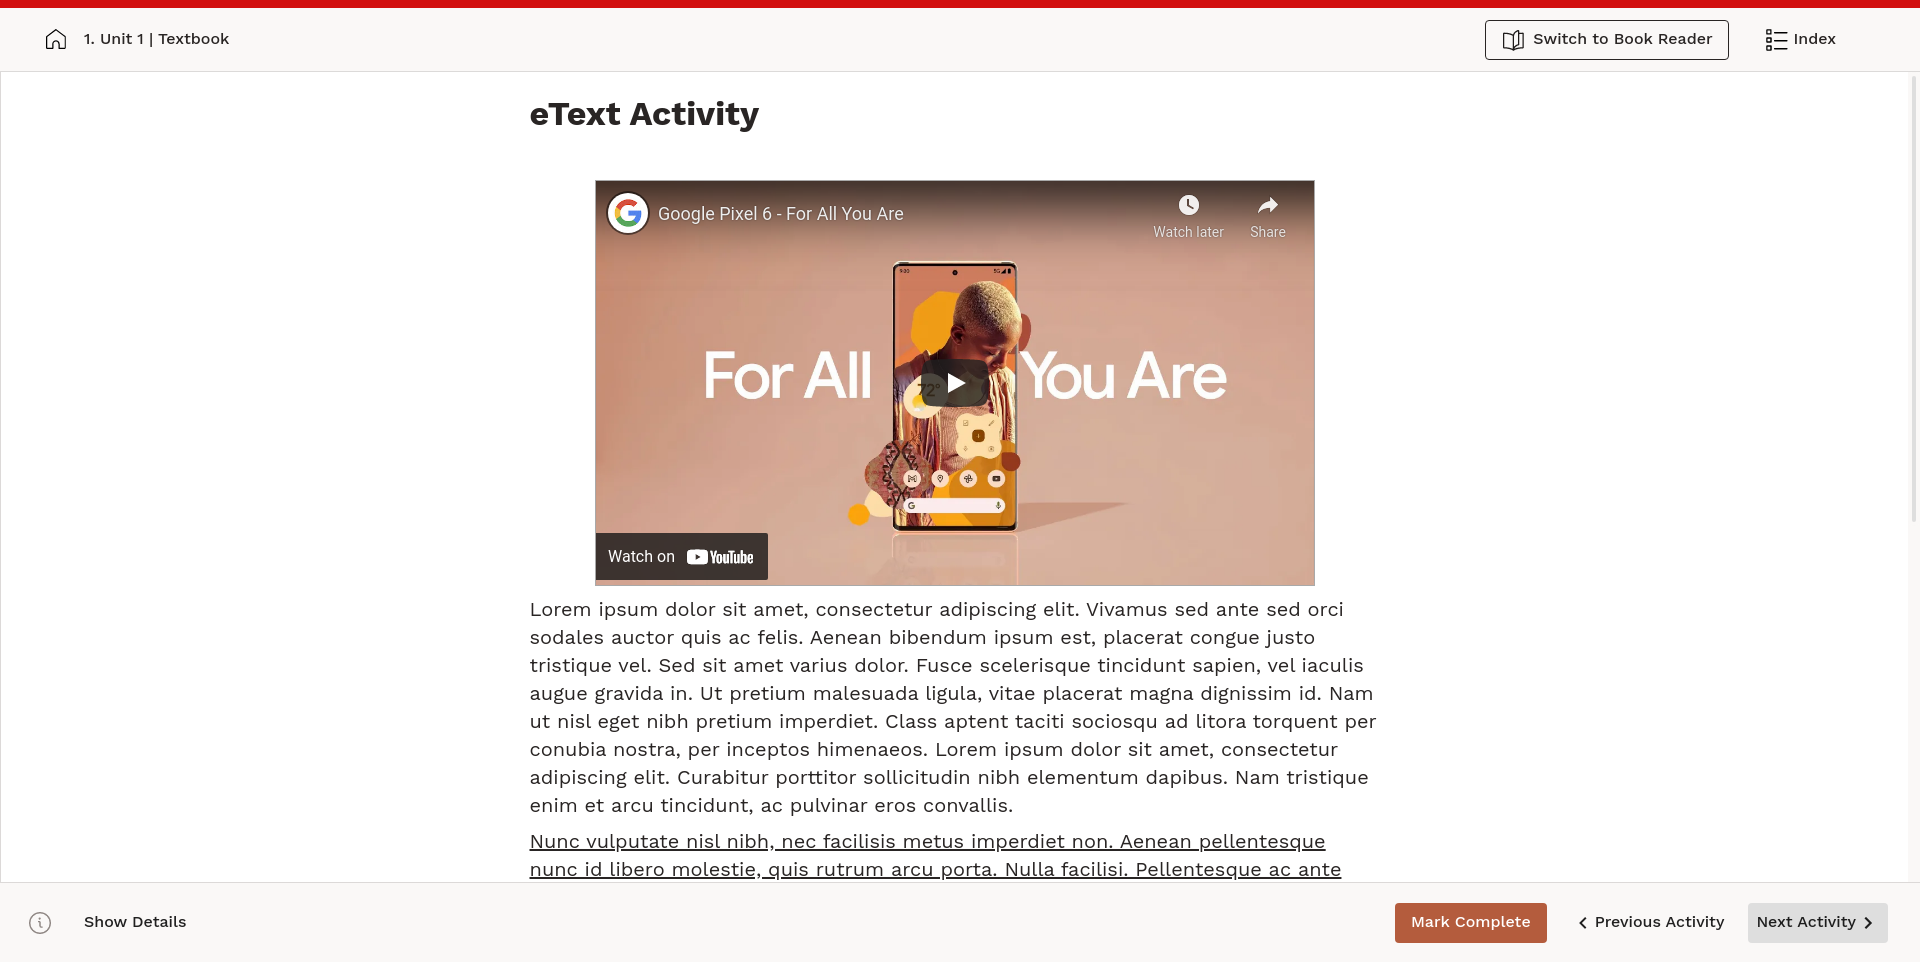 1. Unit 1 | Textbook
Switch to Book Reader
Index
eText Activity
Google Pixel 6 - For All You Are
Watch later
Share
9:00
5G
For All You Are
72°
Watch on YouTube
Lorem ipsum dolor sit amet, consectetur adipiscing elit. Vivamus sed ante sed orci
sodales auctor quis ac felis. Aenean bibendum ipsum est, placerat congue justo
tristique vel. Sed sit amet varius dolor. Fusce scelerisque tincidunt sapien, vel iaculis
augue gravida in. Ut pretium malesuada ligula, vitae placerat magna dignissim id. Nam
ut nisl eget nibh pretium imperdiet. Class aptent taciti sociosqu ad litora torquent per
conubia nostra, per inceptos himenaeos. Lorem ipsum dolor sit amet, consectetur
adipiscing elit. Curabitur porttitor sollicitudin nibh elementum dapibus. Nam tristique
enim et arcu tincidunt, ac pulvinar eros convallis.
Nunc vulputate nisl nibh, nec facilisis metus imperdiet non. Aenean pellentesque
nunc id libero molestie, quis rutrum arcu porta. Nulla facilisi. Pellentesque ac ante
Show Details
Mark Complete
Previous Activity
Next Activity